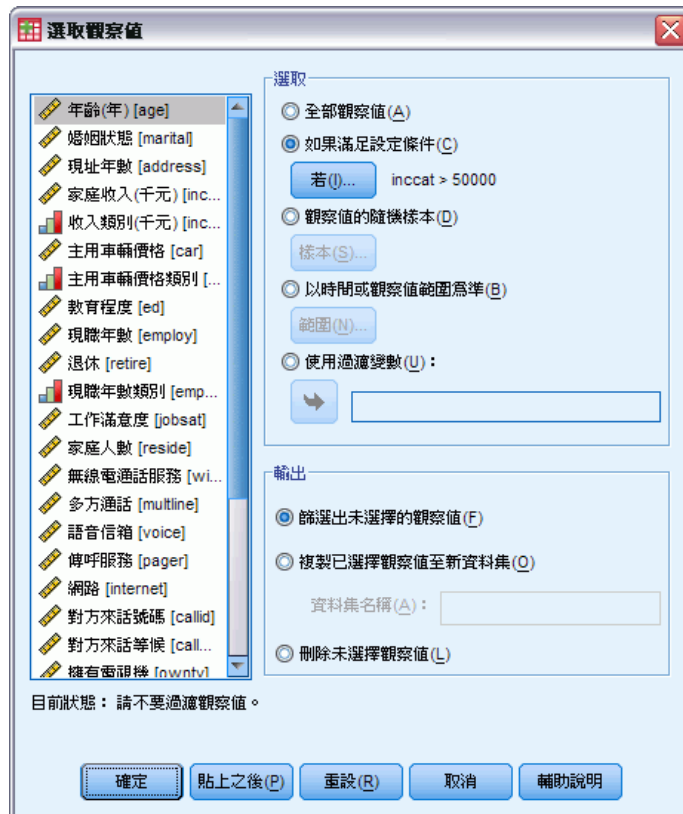 選取觀察值
年齡(年) [age]
婚姻狀態 [marital]
現址年數 [address]
家庭收入(千元) [inc...
收入類別(千元) [inc...
主用車輛價格 [car]
主用車輛價格類別 [...
教育程度 [ed]
現職年數 [employ]
退休 [retire]
現職年數類別 [emp...
工作滿意度 [jobsat]
家庭人數 [reside]
無線電通話服務 [wi...
多方通話 [multline]
語音信箱 [voice]
傳呼服務 [pager]
網路 [internet]
對方來話號碼 [callid]
對方來話等候 [call...
擁有電視機 [owntv]
選取
全部觀察值(A)
如果滿足設定條件(C)
若(I)... inccat > 50000
觀察值的隨機樣本(D)
樣本(S)...
以時間或觀察值範圍為準(B)
範圍(N)...
使用過濾變數(U)：
輸出
篩選出未選擇的觀察值(F)
複製已選擇觀察值至新資料集(O)
資料集名稱(A)：
刪除未選擇觀察值(L)
目前狀態：請不要過濾觀察值。
確定 貼上之後(P) 重設(R) 取消 輔助說明